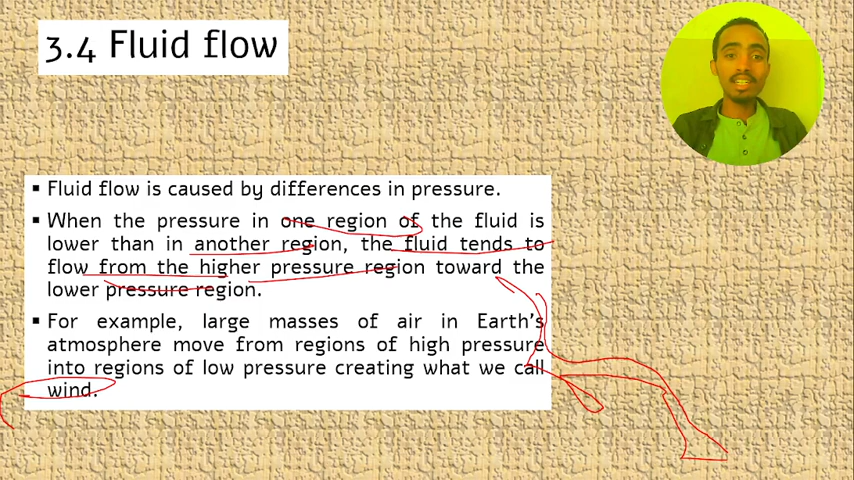 3.4 Fluid flow
▪ Fluid flow is caused by differences in pressure.
▪ When the pressure in one region of the fluid is
lower than in another region, the fluid tends to
flow from the higher pressure region toward the
lower pressure region.
▪ For example, large masses of air in Earth's
atmosphere move from regions of high pressure
into regions of low pressure creating what we call
wind.